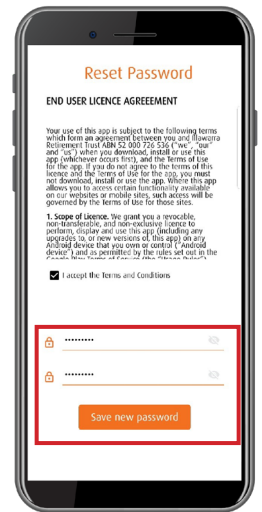 Reset Password
END USER LICENCE AGREEEMENT
Your use of this app is subject to the following terms
which form an agreement between you and Illawarra
Retirement Trust ABN 52 000 726 536 ("we", "our"
and "us") when you download, install or use this
app (whichever occurs first), and the Terms of Use
for the app. If you do not agree to the terms of this
licence and the Terms of Use for the app, you must
not download, install or use the app. Where this app
allows you to access certain functionality available
on our websites or mobile sites, such access will be
governed by the Terms of Use for those sites.
1. Scope of Licence. We grant you a revocable,
non-transferable, and non-exclusive licence to
perform, display and use this app (including any
upgrades to, or new versions of, this app) on any
Android device that you own or control ("Android
device") and as permitted by the rules set out in the
Google Play Terms of Service (the "Usage Rules").
I accept the Terms and Conditions
•••••••••
•••••••••
Save new password